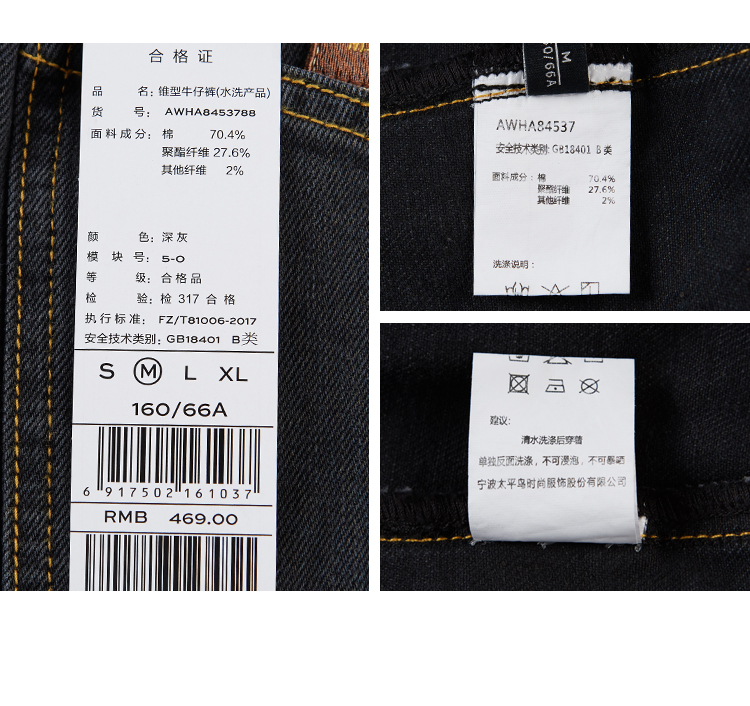 合格证
品 名：锥型牛仔裤(水洗产品)
货 号：AWHA8453788
面料成分：棉 70.4%
聚酯纤维 27.6%
其他纤维 2%
颜 色：深灰
模 块 号：5-0
等 级：合格品
检 验：检 317 合格
执行标准：FZ/T81006-2017
安全技术类别：GB18401 B类
S M L XL
160/66A
6 917502 161037
RMB 469.00
M
AWHA84537
安全技术类别: GB18401 B 类
面料成分：棉 70.4%
聚酯纤维 27.6%
其他纤维 2%
洗涤说明：
建议：
清水洗涤后穿着
单独反面洗涤，不可浸泡，不可暴晒
宁波太平鸟时尚服饰股份有限公司